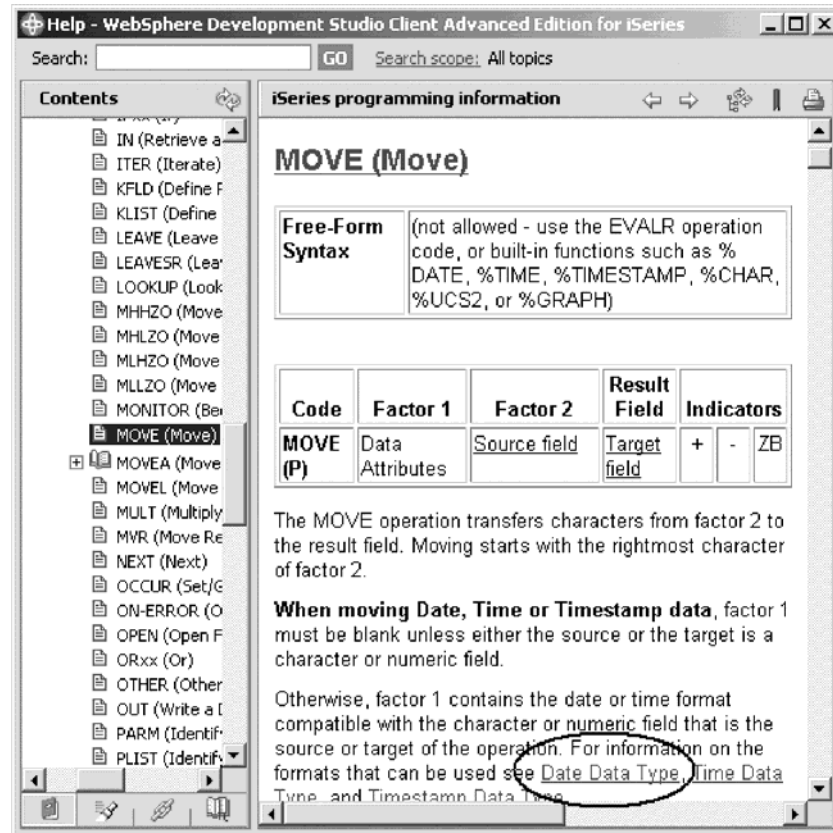 Help - WebSphere Development Studio Client Advanced Edition for iSeries
Search: GO Search scope: All topics
Contents
IN (Retrieve a
ITER (Iterate)
KFLD (Define F
KLIST (Define
LEAVE (Leave
LEAVESR (Lea
LOOKUP (Look
MHHZO (Move
MHLZO (Move
MLHZO (Move
MLLZO (Move
MONITOR (Be
MOVE (Move)
MOVEA (Move
MOVEL (Move
MULT (Multiply
MVR (Move Re
NEXT (Next)
OCCUR (Set/G
ON-ERROR (O
OPEN (Open F
ORxx (Or)
OTHER (Other
OUT (Write a D
PARM (Identif
PLIST (Identif
iSeries programming information
MOVE (Move)
Free-Form Syntax
(not allowed - use the EVALR operation
code, or built-in functions such as %
DATE, %TIME, %TIMESTAMP, %CHAR,
%UCS2, or %GRAPH)
Code Factor 1 Factor 2 Result Field Indicators
MOVE (P) Data Attributes Source field Target field + - ZB
The MOVE operation transfers characters from factor 2 to
the result field. Moving starts with the rightmost character
of factor 2.
When moving Date, Time or Timestamp data, factor 1
must be blank unless either the source or the target is a
character or numeric field.
Otherwise, factor 1 contains the date or time format
compatible with the character or numeric field that is the
source or target of the operation. For information on the
formats that can be used see Date Data Type, Time Data
Type, and Timestamp Data Type